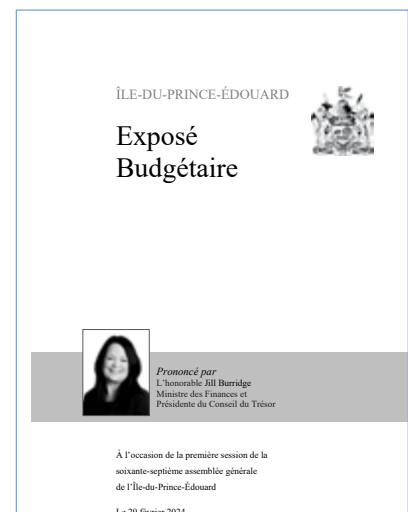 ÎLE-DU-PRINCE-ÉDOUARD
Exposé
Budgétaire
Prononcé par
L'honorable Jill Burridge
Ministre des Finances et
Présidente du Conseil du Trésor
À l'occasion de la première session de la
soixante-septième assemblée générale
de l'Île-du-Prince-Édouard
Le 29 février 2024